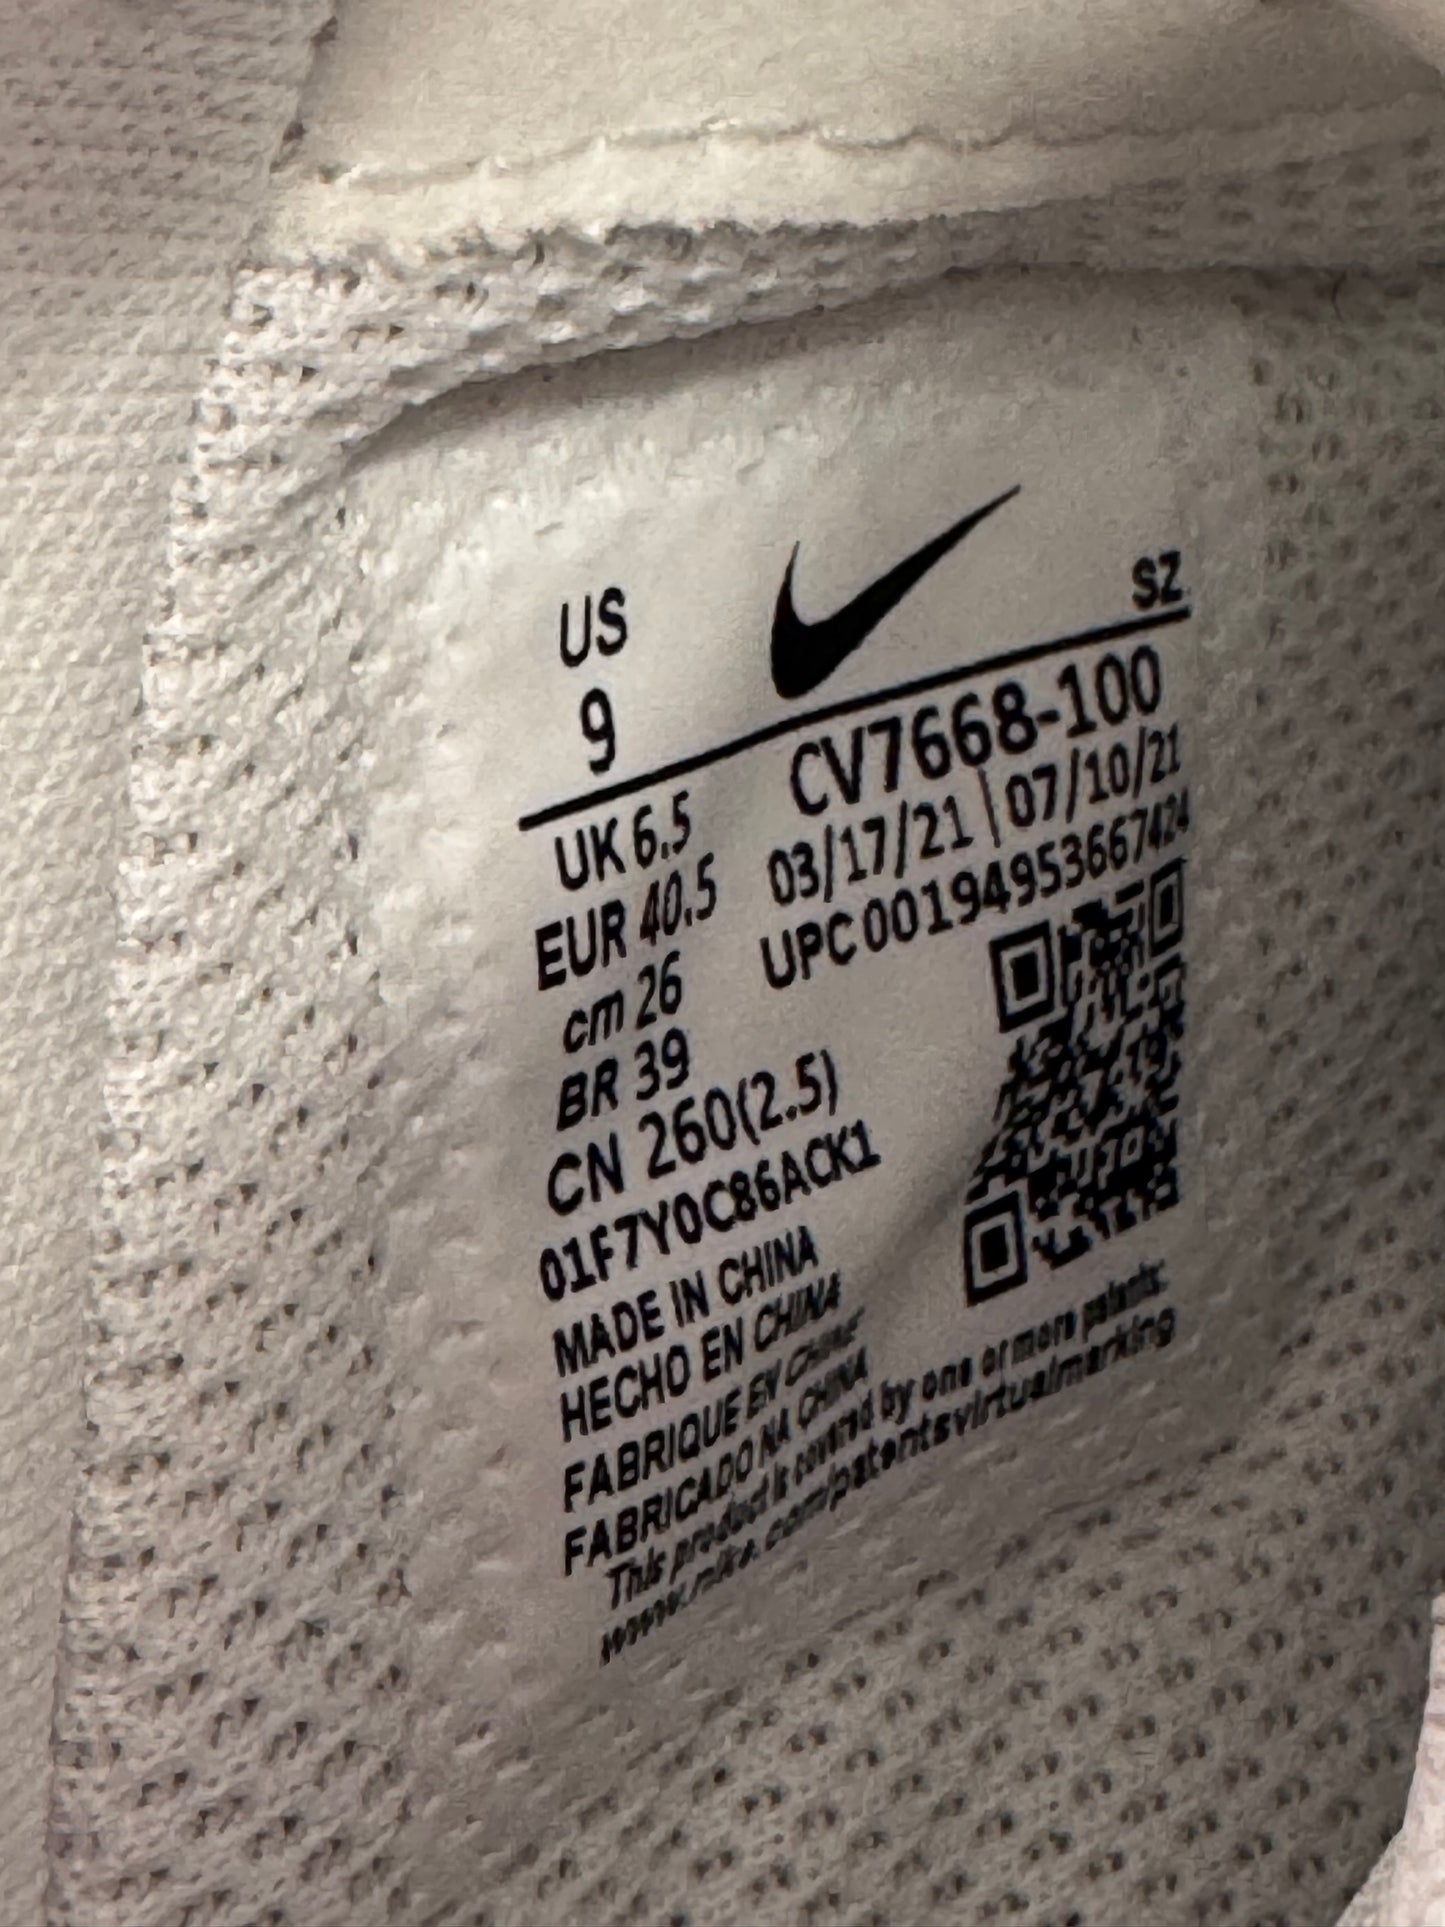 US
SZ
9
CV7668-100
UK 6.5
03/17/21 | 07/10/21
EUR 40.5
UPC 00194953667424
cm 26
BR 39
CN 260(2.5)
01F7Y0C86ACK1
MADE IN CHINA
HECHO EN CHINA
FABRIQUE EN CHINE
FABRICADO NA CHINA
This product is covered by one or more patents:
www.nike.com/patentsvirtualmarking